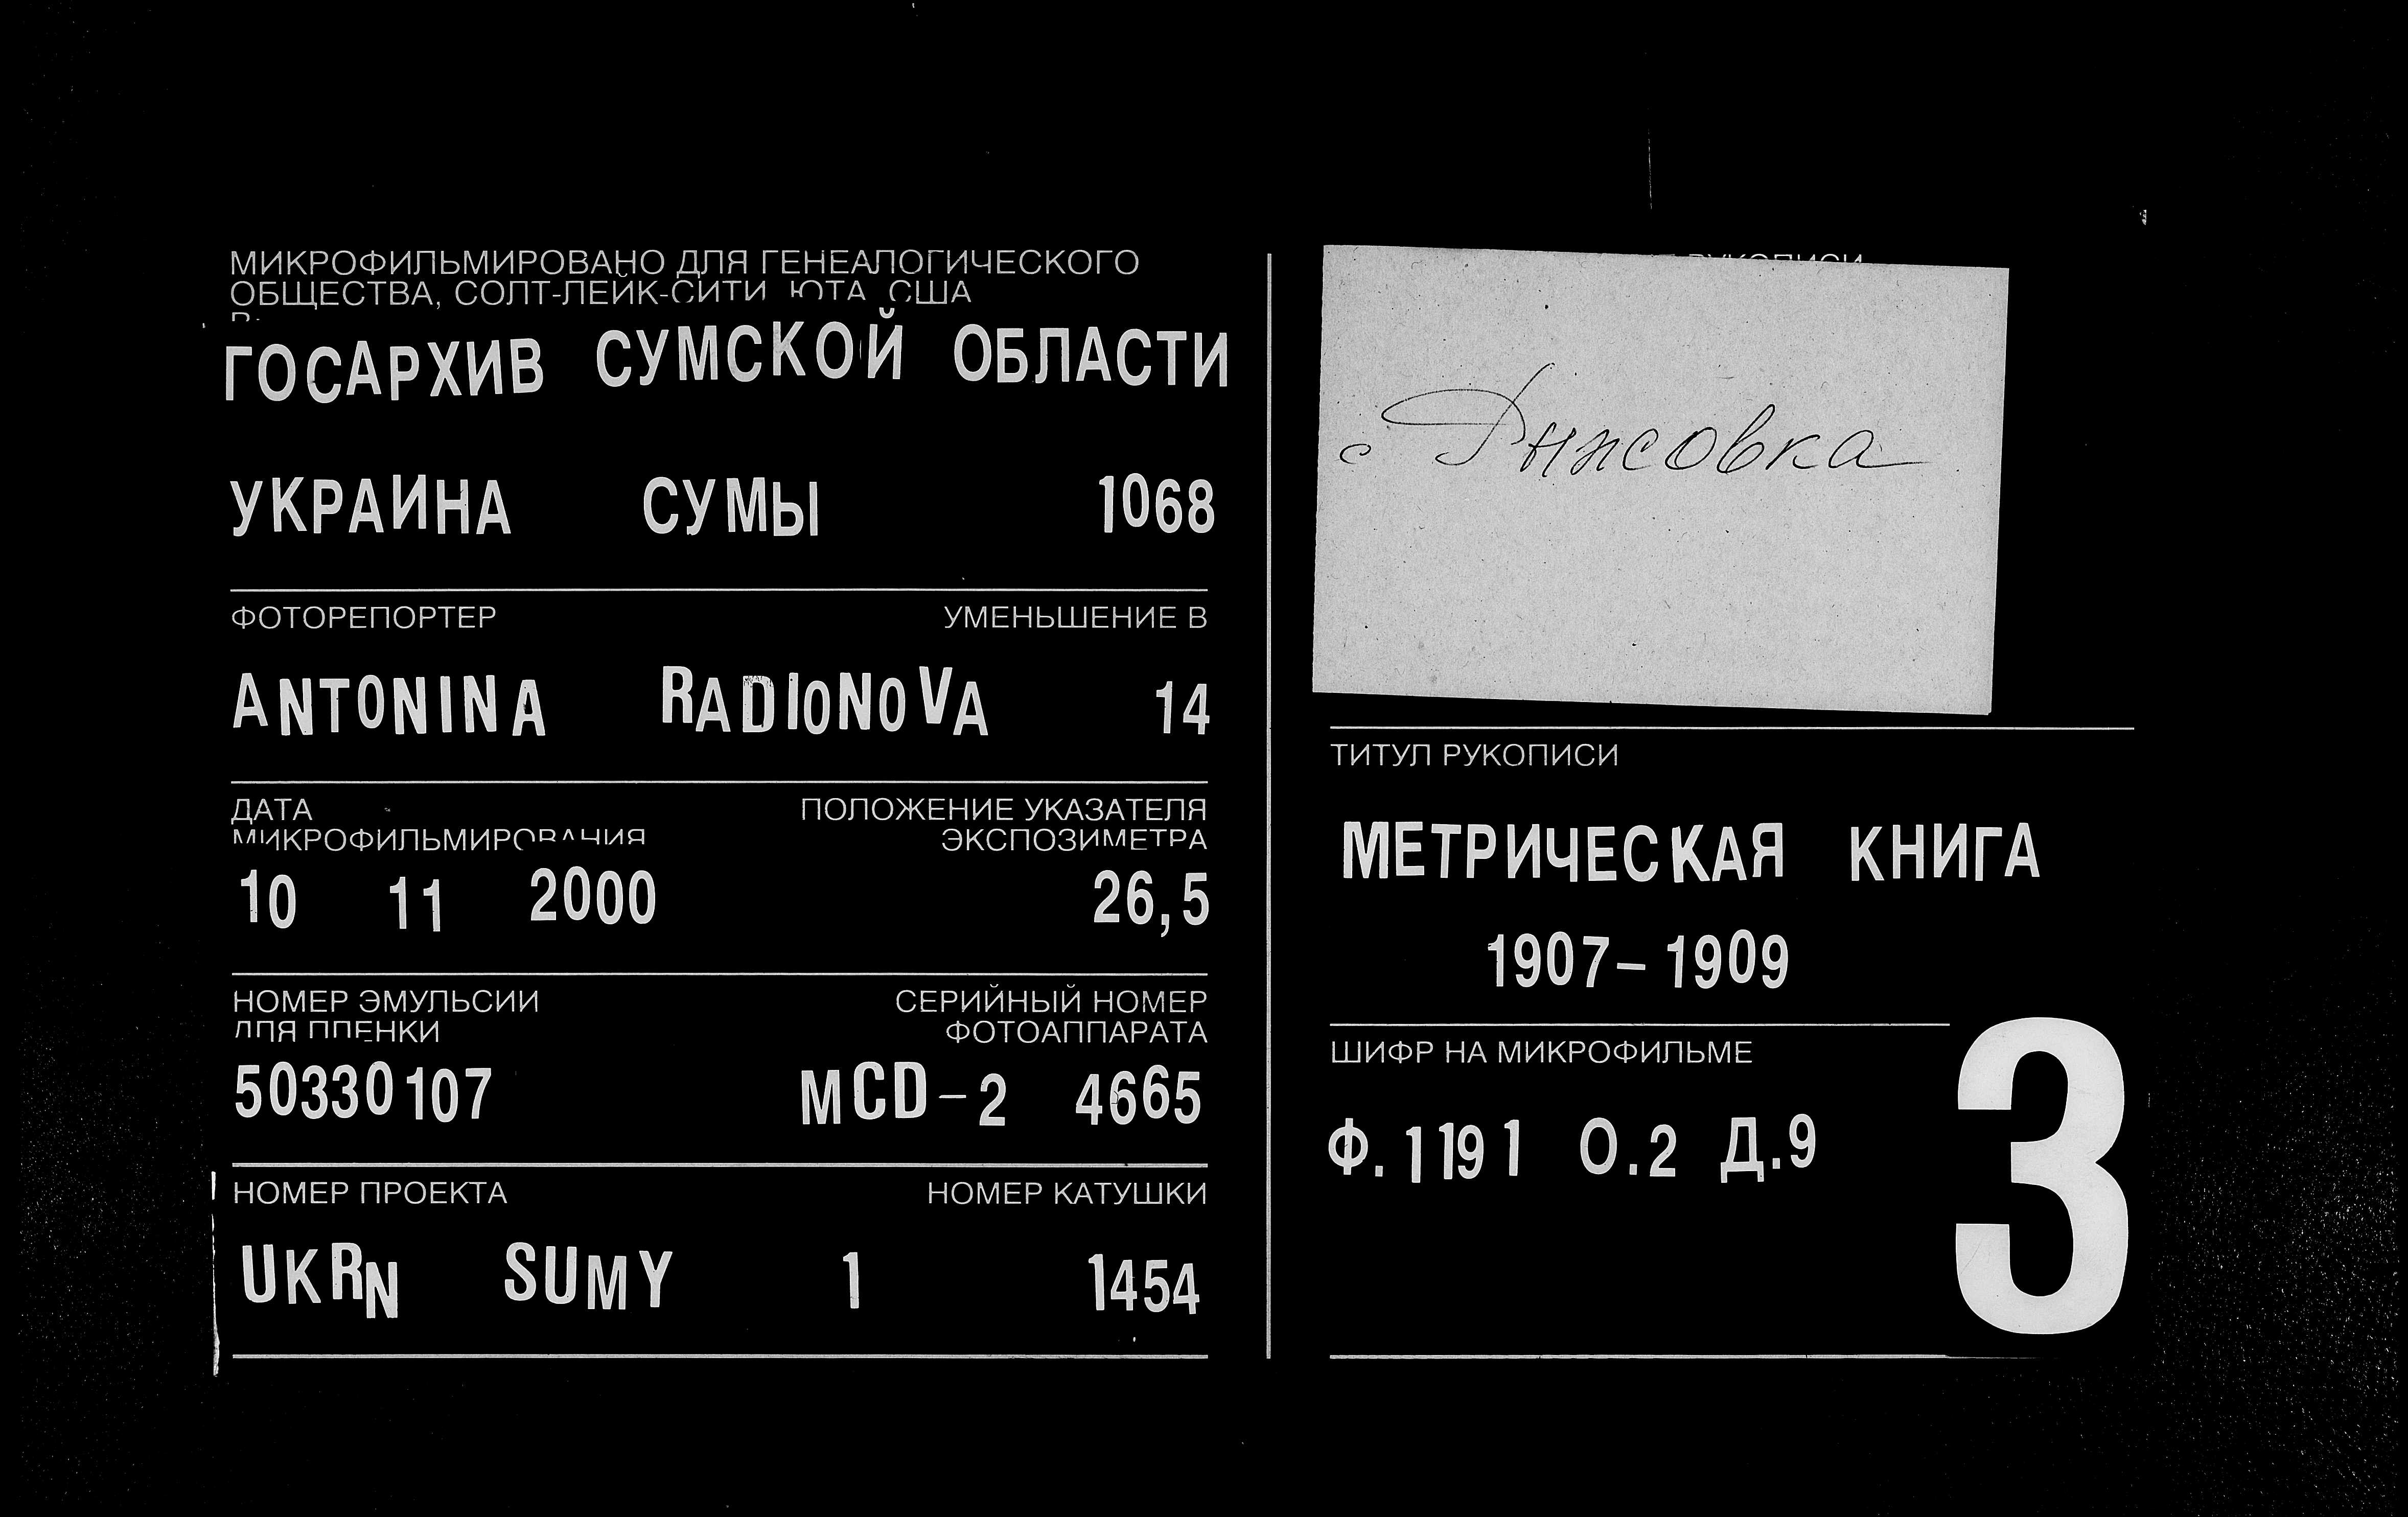 МИКРОФИЛЬМИРОВАНО ДЛЯ ГЕНЕАЛОГИЧЕСКОГО
ОБЩЕСТВА, СОЛТ-ЛЕЙК-СИТИ, ЮТА, США
ГОСАРХИВ СУМСКОЙ ОБЛАСТИ
УКРАИНА СУМЫ 1068
ФОТОРЕПОРТЕР УМЕНЬШЕНИЕ В
ANTONINA RADIONOVA 14
ДАТА ПОЛОЖЕНИЕ УКАЗАТЕЛЯ
МИКРОФИЛЬМИРОВАНИЯ ЭКСПОЗИМЕТРА
10 11 2000 26,5
НОМЕР ЭМУЛЬСИИ СЕРИЙНЫЙ НОМЕР
ДЛЯ ПЛЕНКИ ФОТОАППАРАТА
50330107 MCD-2 4665
НОМЕР ПРОЕКТА НОМЕР КАТУШКИ
UKRN SUMY 1 1454
РУКОПИСИ
с
ТИТУЛ РУКОПИСИ
МЕТРИЧЕСКАЯ КНИГА
1907-1909
ШИФР НА МИКРОФИЛЬМЕ
Ф.1191 О.2 Д.9
3